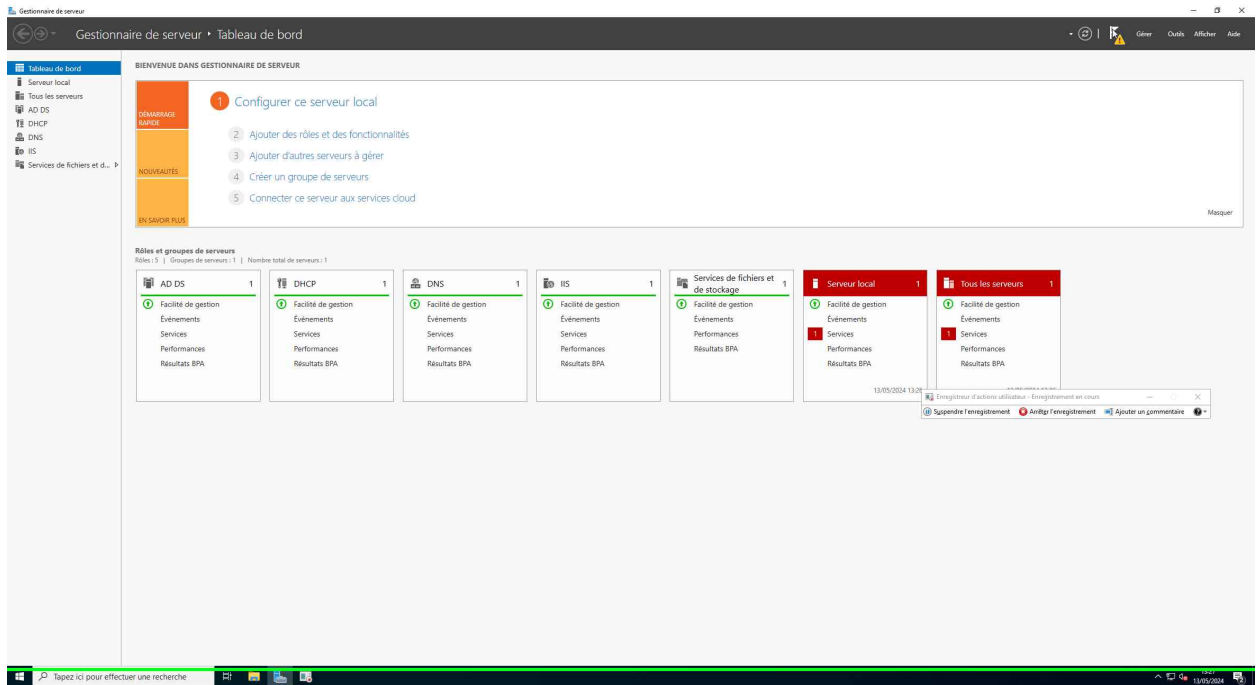 Gestionnaire de serveur
Gestionnaire de serveur • Tableau de bord
Gérer Outils Afficher Aide
Tableau de bord
Serveur local
Tous les serveurs
AD DS
DHCP
DNS
IIS
Services de fichiers et d...
BIENVENUE DANS GESTIONNAIRE DE SERVEUR
DÉMARRAGE
RAPIDE
NOUVEAUTÉS
EN SAVOIR PLUS
1 Configurer ce serveur local
2 Ajouter des rôles et des fonctionnalités
3 Ajouter d'autres serveurs à gérer
4 Créer un groupe de serveurs
5 Connecter ce serveur aux services cloud
Masquer
Rôles et groupes de serveurs
Rôles : 5 | Groupes de serveurs : 1 | Nombre total de serveurs : 1
AD DS 1
Facilité de gestion
Événements
Services
Performances
Résultats BPA
DHCP 1
Facilité de gestion
Événements
Services
Performances
Résultats BPA
DNS 1
Facilité de gestion
Événements
Services
Performances
Résultats BPA
IIS 1
Facilité de gestion
Événements
Services
Performances
Résultats BPA
Services de fichiers et
de stockage 1
Facilité de gestion
Événements
Performances
Résultats BPA
Serveur local 1
Facilité de gestion
Événements
1 Services
Performances
Résultats BPA
13/05/2024 13:26
Tous les serveurs 1
Facilité de gestion
Événements
1 Services
Performances
Résultats BPA
Enregistreur d'actions utilisateur - Enregistrement en cours
Suspendre l'enregistrement Arrêter l'enregistrement Ajouter un commentaire
Tapez ici pour effectuer une recherche
13/05/2024
2